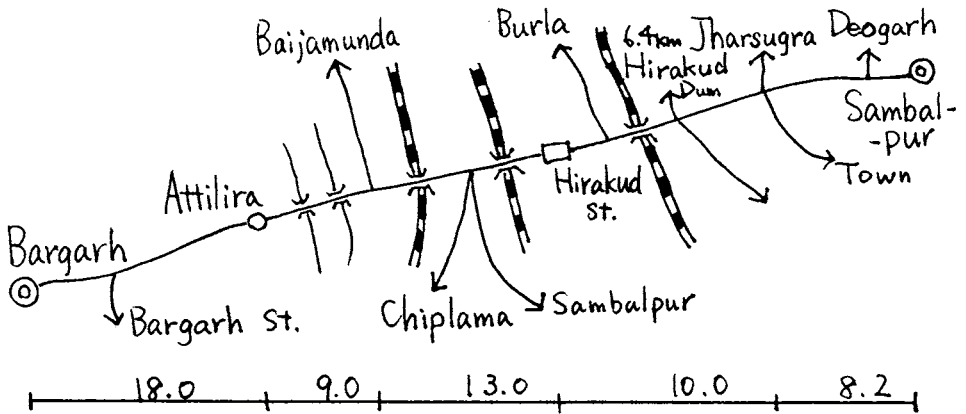 Baijamunda
Burla
6.4km
Jharsugra
Deogarh
Hirakud
Dum
Sambal-
-pur
Town
Attilira
Hirakud
st.
Bargarh
Bargarh st.
Chiplama
Sambalpur
18.0
9.0
13.0
10.0
8.2